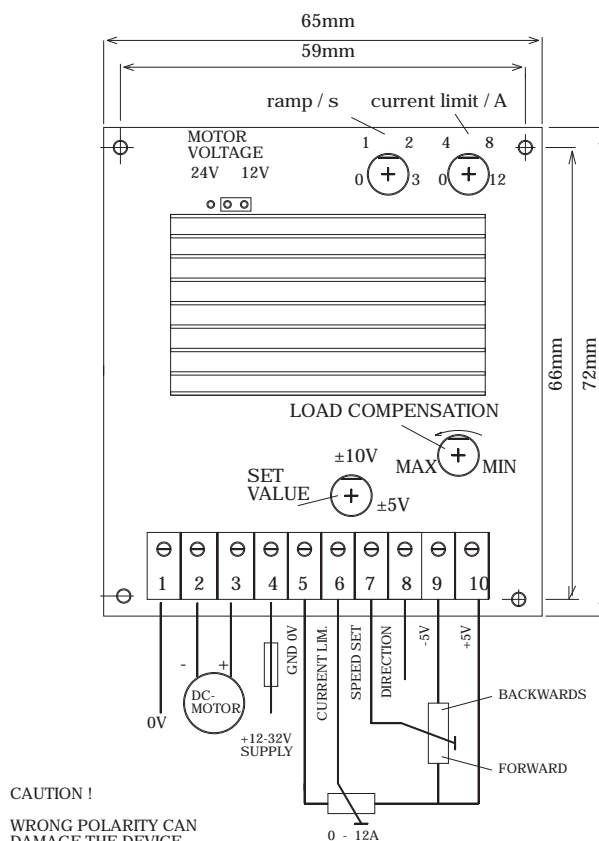 65mm
59mm
ramp / s
current limit / A
1 2
4 8
0 3
0 12
MOTOR
VOLTAGE
24V 12V
66mm
72mm
LOAD COMPENSATION
MAX MIN
SET
VALUE
±10V
±5V
1 2 3 4 5 6 7 8 9 10
GND 0V
CURRENT LIM.
SPEED SET
DIRECTION
-5V
+5V
- +
DC-
MOTOR
0V
+12-32V
SUPPLY
BACKWARDS
FORWARD
0 - 12A
CAUTION !
WRONG POLARITY CAN
DAMAGE THE DEVICE